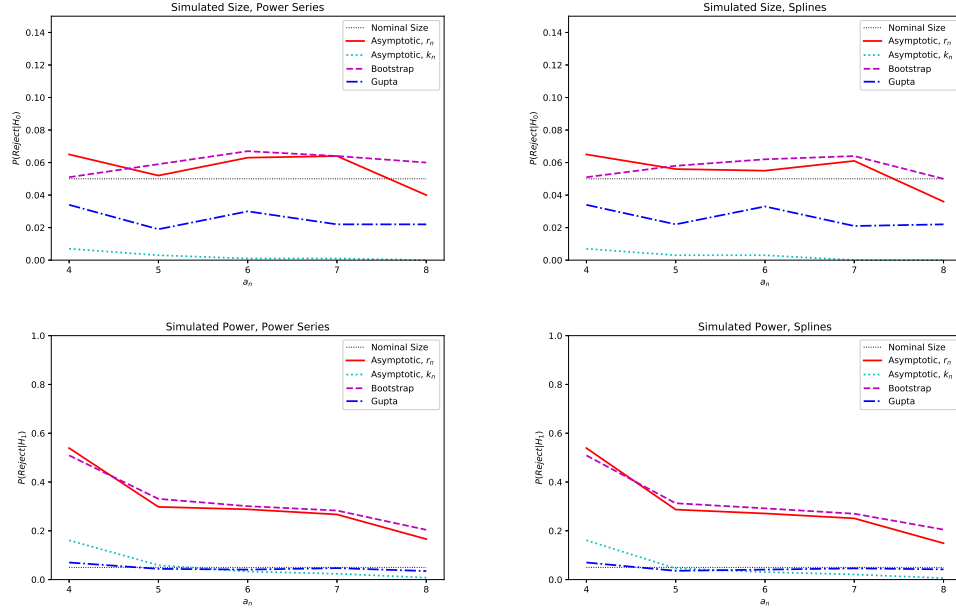 Simulated Size, Power Series
P(Reject|H₀)
0.14
0.12
0.10
0.08
0.06
0.04
0.02
0.00
Nominal Size
Asymptotic, rₙ
Asymptotic, kₙ
Bootstrap
Gupta
4 5 6 7 8
aₙ
Simulated Size, Splines
P(Reject|H₀)
0.14
0.12
0.10
0.08
0.06
0.04
0.02
0.00
Nominal Size
Asymptotic, rₙ
Asymptotic, kₙ
Bootstrap
Gupta
4 5 6 7 8
aₙ
Simulated Power, Power Series
P(Reject|H₁)
1.0
0.8
0.6
0.4
0.2
0.0
Nominal Size
Asymptotic, rₙ
Asymptotic, kₙ
Bootstrap
Gupta
4 5 6 7 8
aₙ
Simulated Power, Splines
P(Reject|H₁)
1.0
0.8
0.6
0.4
0.2
0.0
Nominal Size
Asymptotic, rₙ
Asymptotic, kₙ
Bootstrap
Gupta
4 5 6 7 8
aₙ